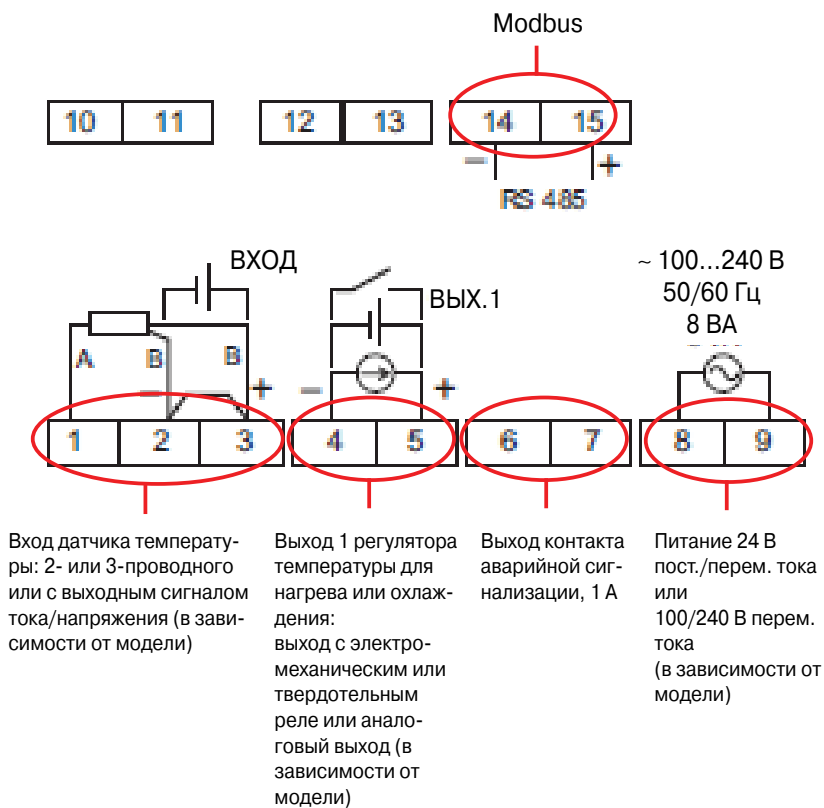 Modbus
10 11 12 13 14 15
− +
RS 485
ВХОД
ВЫХ.1
~ 100...240 В
50/60 Гц
8 ВА
A B B
− + − +
1 2 3 4 5 6 7 8 9
Вход датчика температу-
ры: 2- или 3-проводного
или с выходным сигналом
тока/напряжения (в зави-
симости от модели)
Выход 1 регулятора
температуры для
нагрева или охлаж-
дения:
выход с электро-
механическим или
твердотельным
реле или анало-
говый выход (в
зависимости от
модели)
Выход контакта
аварийной сиг-
нализации, 1 А
Питание 24 В
пост./перем. тока
или
100/240 В перем.
тока
(в зависимости от
модели)